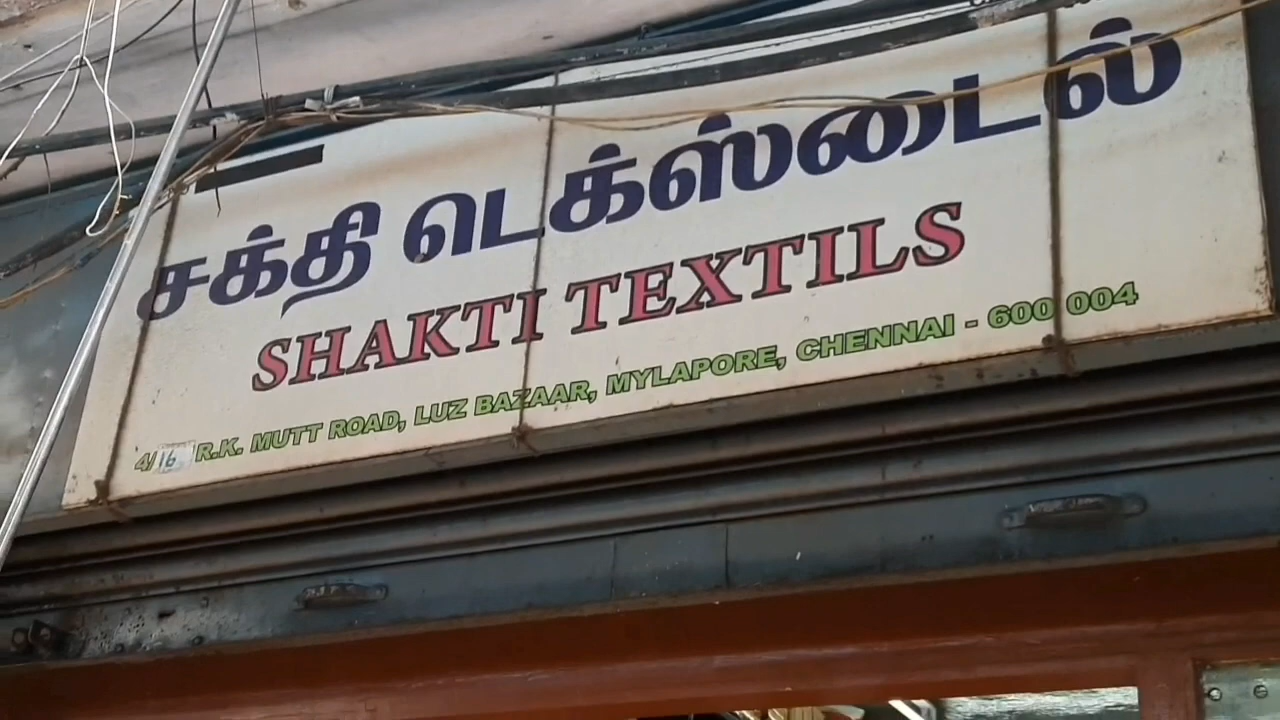 சக்தி டெக்ஸ்டைல்
SHAKTI TEXTILS
4/16 R.K. MUTT ROAD, LUZ BAZAAR, MYLAPORE, CHENNAI - 600 004